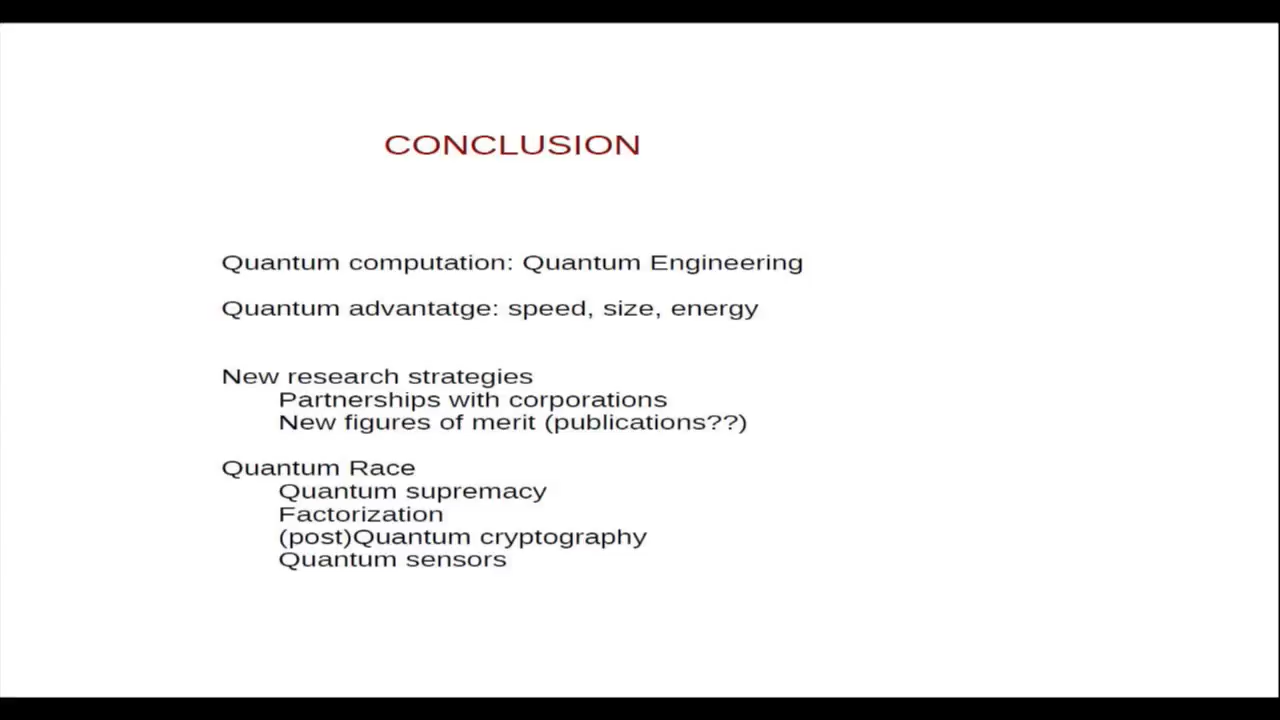 CONCLUSION
Quantum computation: Quantum Engineering
Quantum advantatge: speed, size, energy
New research strategies
Partnerships with corporations
New figures of merit (publications??)
Quantum Race
Quantum supremacy
Factorization
(post)Quantum cryptography
Quantum sensors